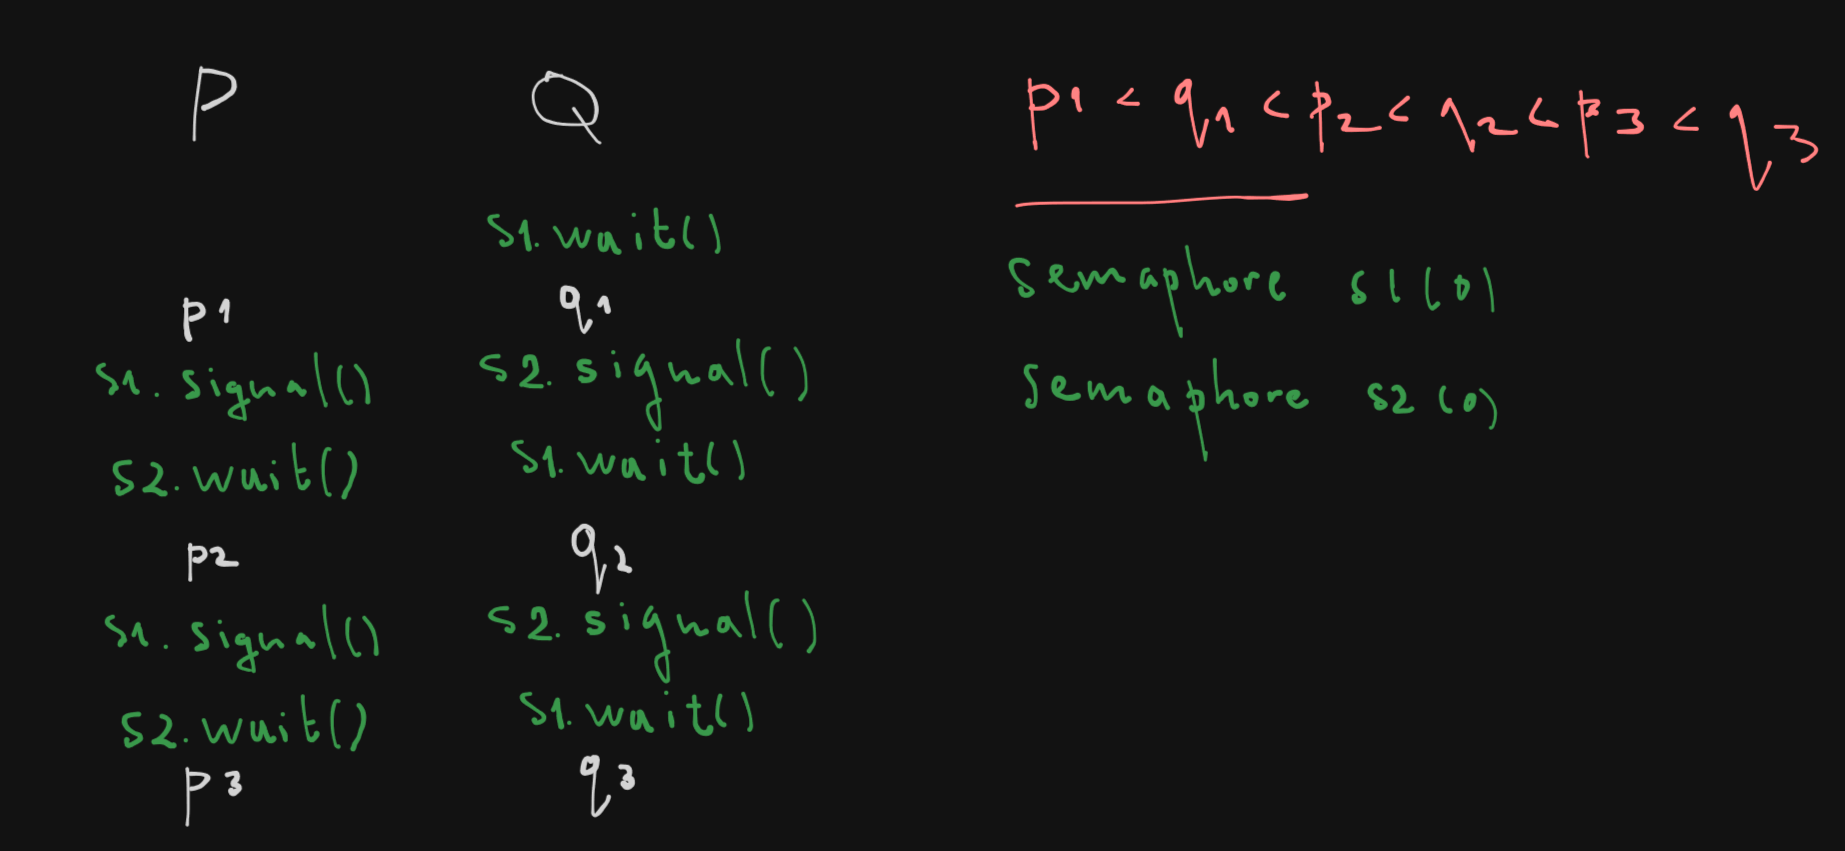 P
Q
p1 < q1 < p2 < q2 < p3 < q3
s1.wait()
semaphore s1(0)
p1
q1
s1.signal()
s2.signal()
semaphore s2(0)
s2.wait()
s1.wait()
p2
q2
s1.signal()
s2.signal()
s2.wait()
s1.wait()
p3
q3